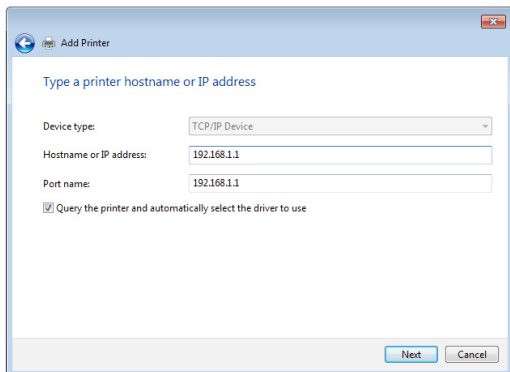 Add Printer
Type a printer hostname or IP address
Device type: TCP/IP Device
Hostname or IP address: 192.168.1.1
Port name: 192.168.1.1
Query the printer and automatically select the driver to use
Next Cancel